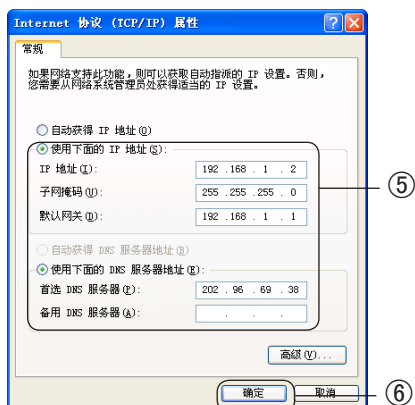 Internet 协议 (TCP/IP) 属性
常规
如果网络支持此功能，则可以获取自动指派的 IP 设置。否则，
您需要从网络系统管理员处获得适当的 IP 设置。
自动获得 IP 地址(O)
使用下面的 IP 地址(S):
IP 地址(I): 192 .168 . 1 . 2
子网掩码(U): 255 .255 .255 . 0
默认网关(D): 192 .168 . 1 . 1
⑤
自动获得 DNS 服务器地址(B)
使用下面的 DNS 服务器地址(E):
首选 DNS 服务器(P): 202 . 96 . 69 . 38
备用 DNS 服务器(A): . . .
高级(V)...
确定 取消
⑥